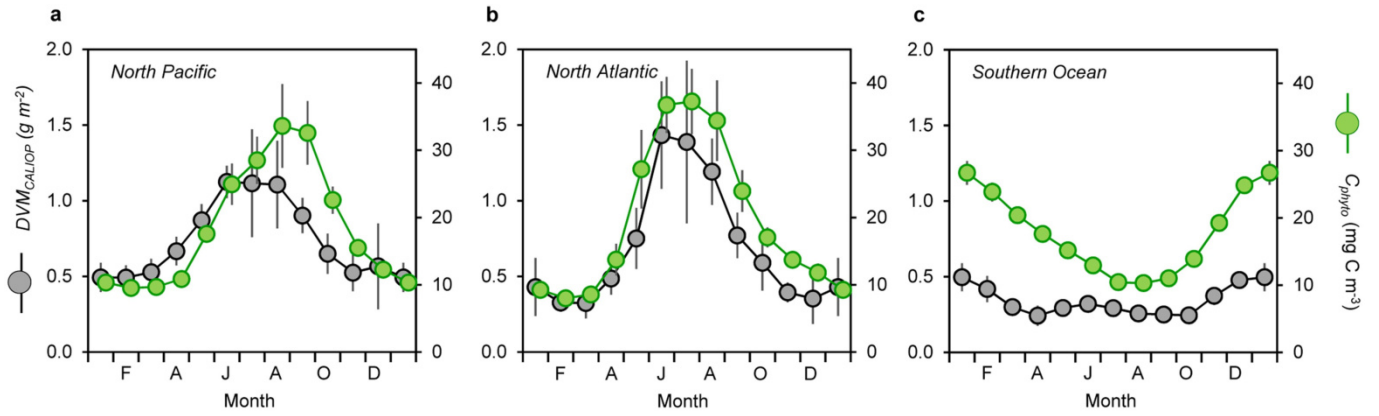 a
b
c
2.0
1.5
1.0
0.5
0.0
40
30
20
10
0
North Pacific
F A J A O D
Month
2.0
1.5
1.0
0.5
0.0
40
30
20
10
0
North Atlantic
F A J A O D
Month
2.0
1.5
1.0
0.5
0.0
40
30
20
10
0
Southern Ocean
F A J A O D
Month
DVM_CALIOP (g m⁻²)
C_phyto (mg C m⁻³)